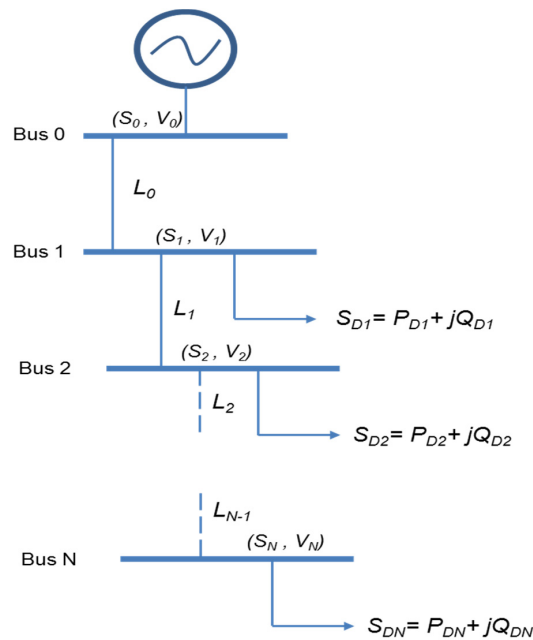 (S0 , V0)
Bus 0
L0
(S1 , V1)
Bus 1
L1
SD1= PD1+ jQD1
(S2 , V2)
Bus 2
L2
SD2= PD2+ jQD2
LN-1
(SN , VN)
Bus N
SDN= PDN+ jQDN